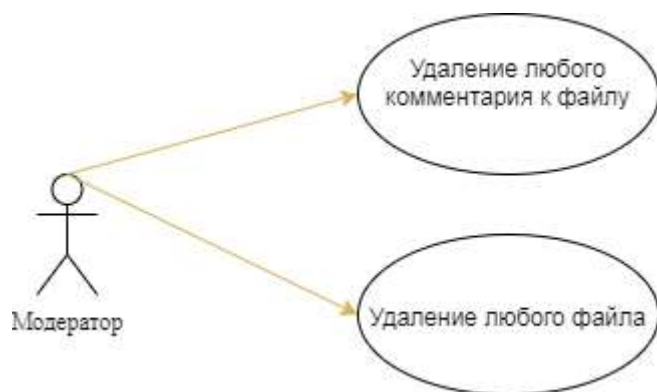 Удаление любого
комментария к файлу
Модератор
Удаление любого файла